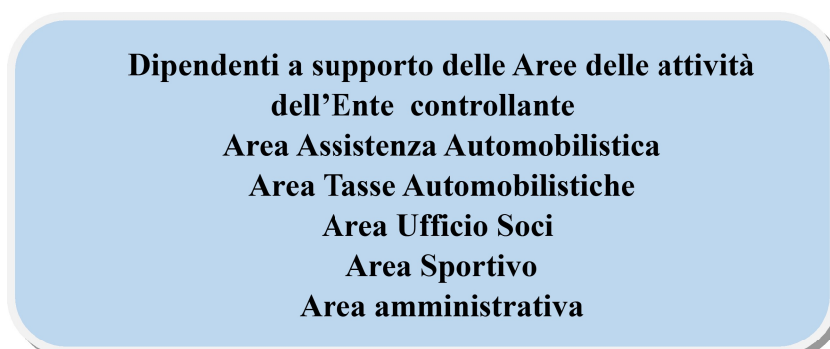 Dipendenti a supporto delle Aree delle attività
dell’Ente  controllante
Area Assistenza Automobilistica
Area Tasse Automobilistiche
Area Ufficio Soci
Area Sportivo
Area amministrativa